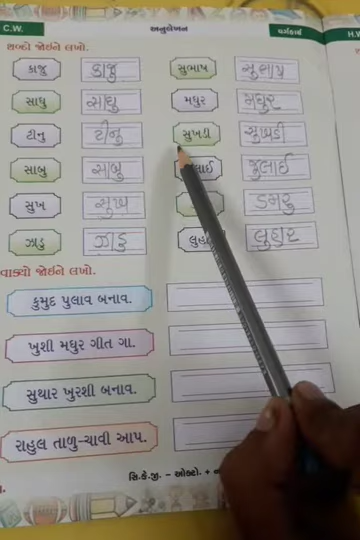 C.W. અનુલેખન વર્ગકાર્ય H.W
શબ્દો જોઈને લખો.
કાજુ કાજુ સુભાષ સુભાષ
સાધુ સાધુ મધુર મધુર
ટીનુ ટીનુ સુખડી સુખડી
સાબુ સાબુ લાઈ જુલાઈ
સુખ સુખ ડમરુ
ઝાડુ ઝાડુ લુહા લુહાર
વાક્યો જોઈને લખો.
કુમુદ પુલાવ બનાવ.
ખુશી મધુર ગીત ગા.
સુથાર ખુરશી બનાવ.
રાહુલ તાળુ-ચાવી આપ.
સિ.કે.જી. – ઓક્ટો. +